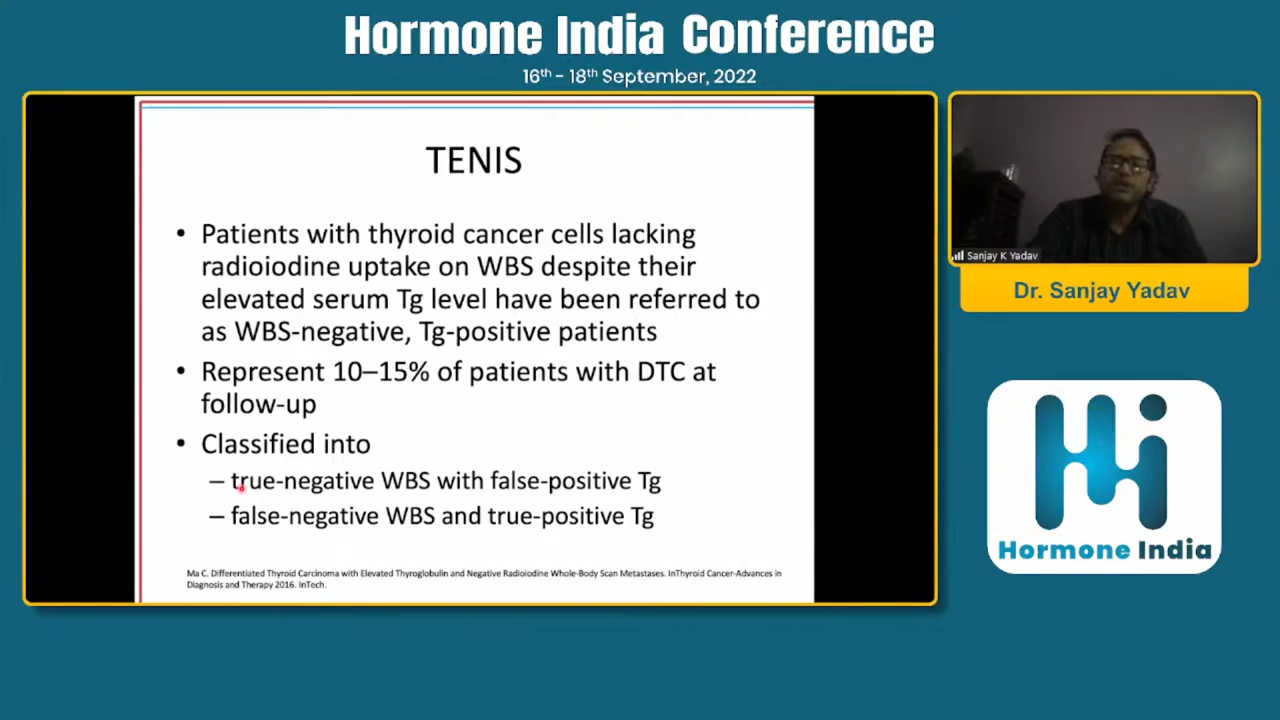 Hormone India Conference
16th - 18th September, 2022
TENIS
• Patients with thyroid cancer cells lacking
radioiodine uptake on WBS despite their
elevated serum Tg level have been referred to
as WBS-negative, Tg-positive patients
• Represent 10–15% of patients with DTC at
follow-up
• Classified into
– true-negative WBS with false-positive Tg
– false-negative WBS and true-positive Tg
Ma C. Differentiated Thyroid Carcinoma with Elevated Thyroglobulin and Negative Radioiodine Whole-Body Scan Metastases. InThyroid Cancer-Advances in
Diagnosis and Therapy 2016. InTech.
Sanjay K Yadav
Dr. Sanjay Yadav
Hormone India